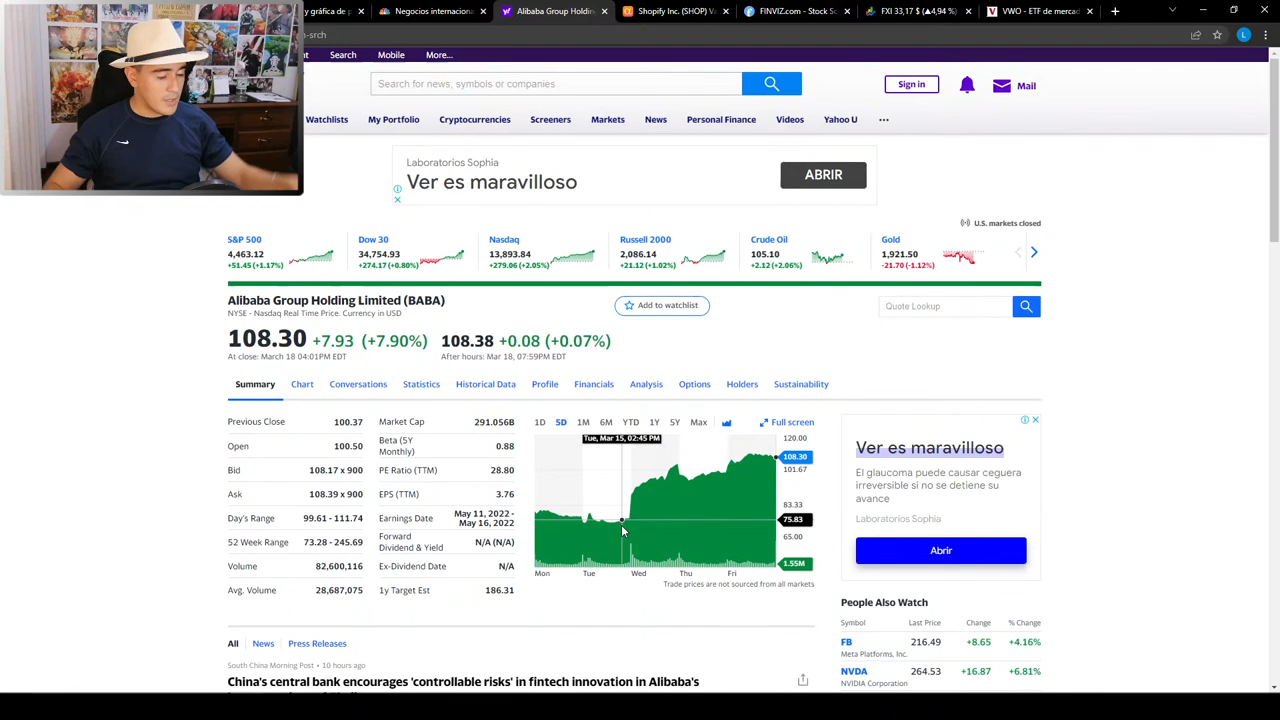 y gráfica de p
Negocios internacional
Alibaba Group Holding
Shopify Inc. (SHOP) Va
FINVIZ.com - Stock Sc
FXI 33,17 $ (▲4,94 %)
VWO - ETF de mercado
-srch
nt
Search
Mobile
More...
Search for news, symbols or companies
Sign in
Mail
Watchlists
My Portfolio
Cryptocurrencies
Screeners
Markets
News
Personal Finance
Videos
Yahoo U
Laboratorios Sophia
Ver es maravilloso
ABRIR
U.S. markets closed
S&P 500
4,463.12
+51.45 (+1.17%)
Dow 30
34,754.93
+274.17 (+0.80%)
Nasdaq
13,893.84
+279.06 (+2.05%)
Russell 2000
2,086.14
+21.12 (+1.02%)
Crude Oil
105.10
+2.12 (+2.06%)
Gold
1,921.50
-21.70 (-1.12%)
Alibaba Group Holding Limited (BABA)
NYSE - Nasdaq Real Time Price. Currency in USD
Add to watchlist
Quote Lookup
108.30 +7.93 (+7.90%)
At close: March 18 04:01PM EDT
108.38 +0.08 (+0.07%)
After hours: Mar 18, 07:59PM EDT
Summary
Chart
Conversations
Statistics
Historical Data
Profile
Financials
Analysis
Options
Holders
Sustainability
Previous Close 100.37
Open 100.50
Bid 108.17 x 900
Ask 108.39 x 900
Day's Range 99.61 - 111.74
52 Week Range 73.28 - 245.69
Volume 82,600,116
Avg. Volume 28,687,075
Market Cap 291.056B
Beta (5Y
Monthly) 0.88
PE Ratio (TTM) 28.80
EPS (TTM) 3.76
Earnings Date May 11, 2022 -
May 16, 2022
Forward
Dividend & Yield N/A (N/A)
Ex-Dividend Date N/A
1y Target Est 186.31
1D 5D 1M 6M YTD 1Y 5Y Max
Full screen
Tue, Mar 15, 02:45 PM
120.00
108.30
101.67
83.33
75.83
65.00
1.55M
Mon Tue Wed Thu Fri
Trade prices are not sourced from all markets
Ver es maravilloso
El glaucoma puede causar ceguera
irreversible si no se detiene su
avance
Laboratorios Sophia
Abrir
People Also Watch
Symbol Last Price Change % Change
FB 216.49 +8.65 +4.16%
Meta Platforms, Inc.
NVDA 264.53 +16.87 +6.81%
NVIDIA Corporation
All
News
Press Releases
South China Morning Post • 10 hours ago
China's central bank encourages 'controllable risks' in fintech innovation in Alibaba's